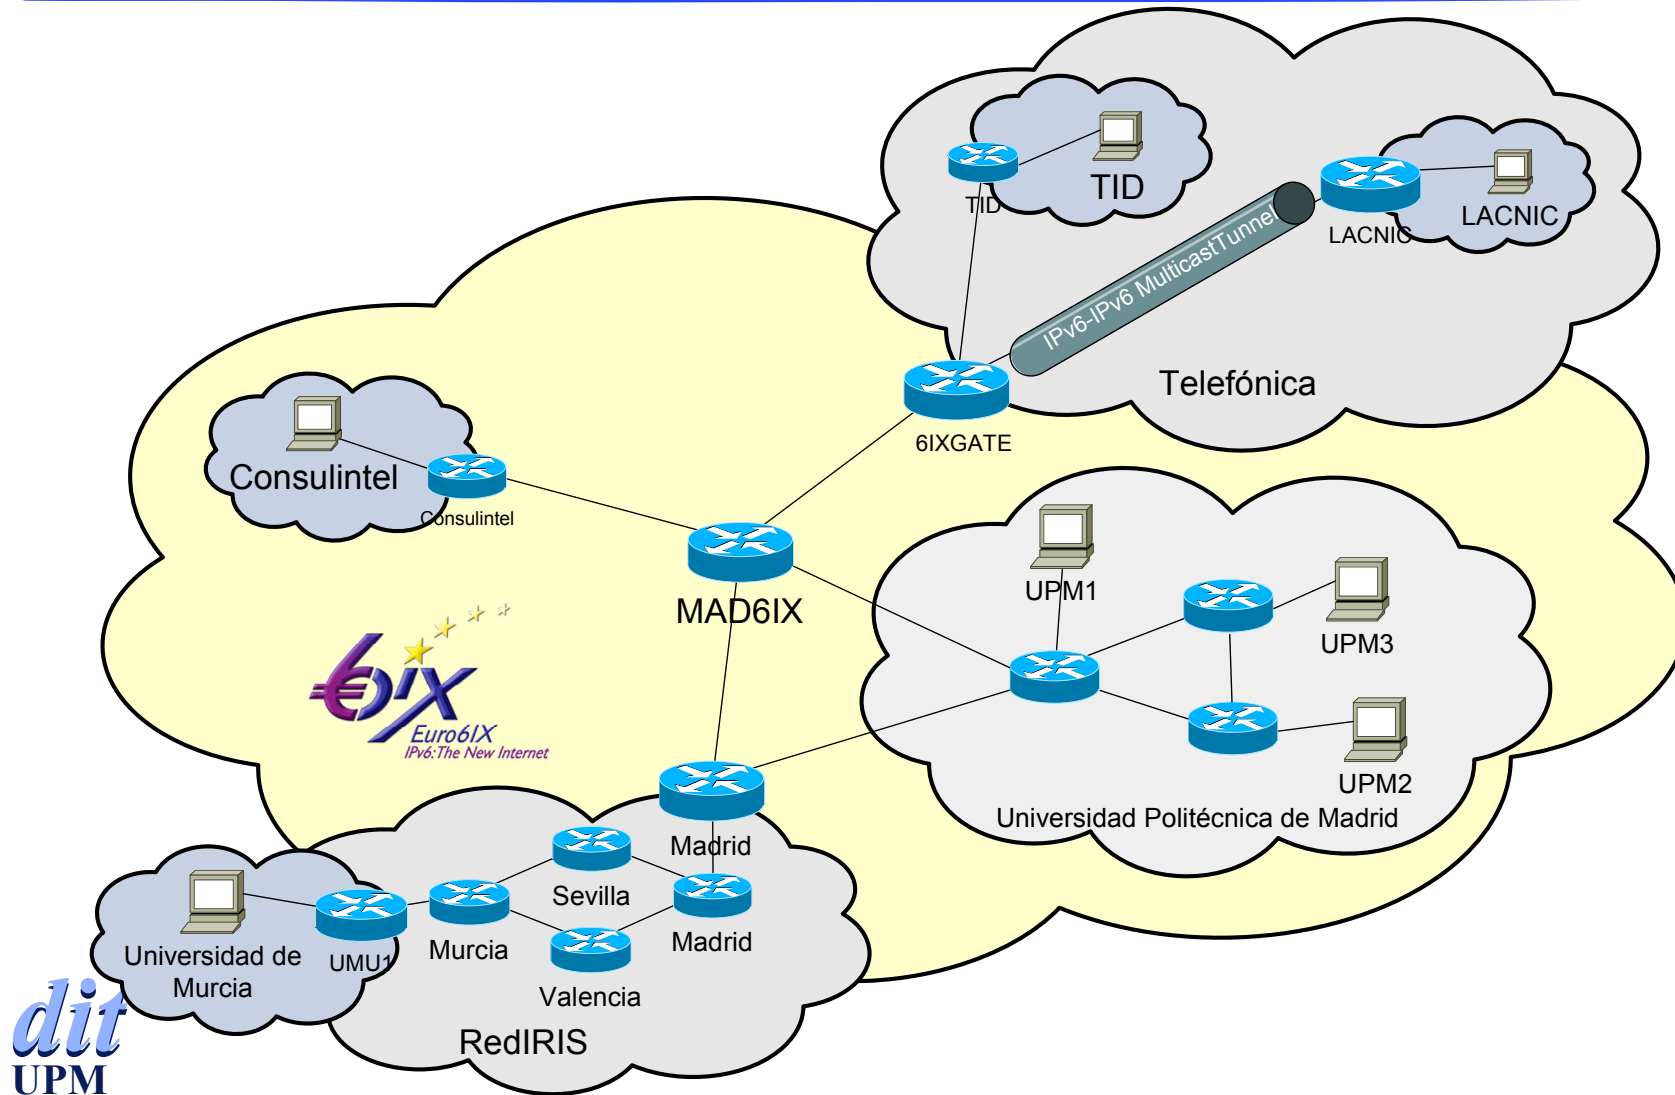 TID
TID
LACNIC
LACNIC
IPv6-IPv6 MulticastTunnel
Telefónica
6IXGATE
Consulintel
Consulintel
MAD6IX
UPM1
UPM3
UPM2
Universidad Politécnica de Madrid
6IX
Euro6IX
IPv6:The New Internet
Madrid
Sevilla
Madrid
Murcia
Valencia
RedIRIS
UMU1
Universidad de
Murcia
dit
UPM